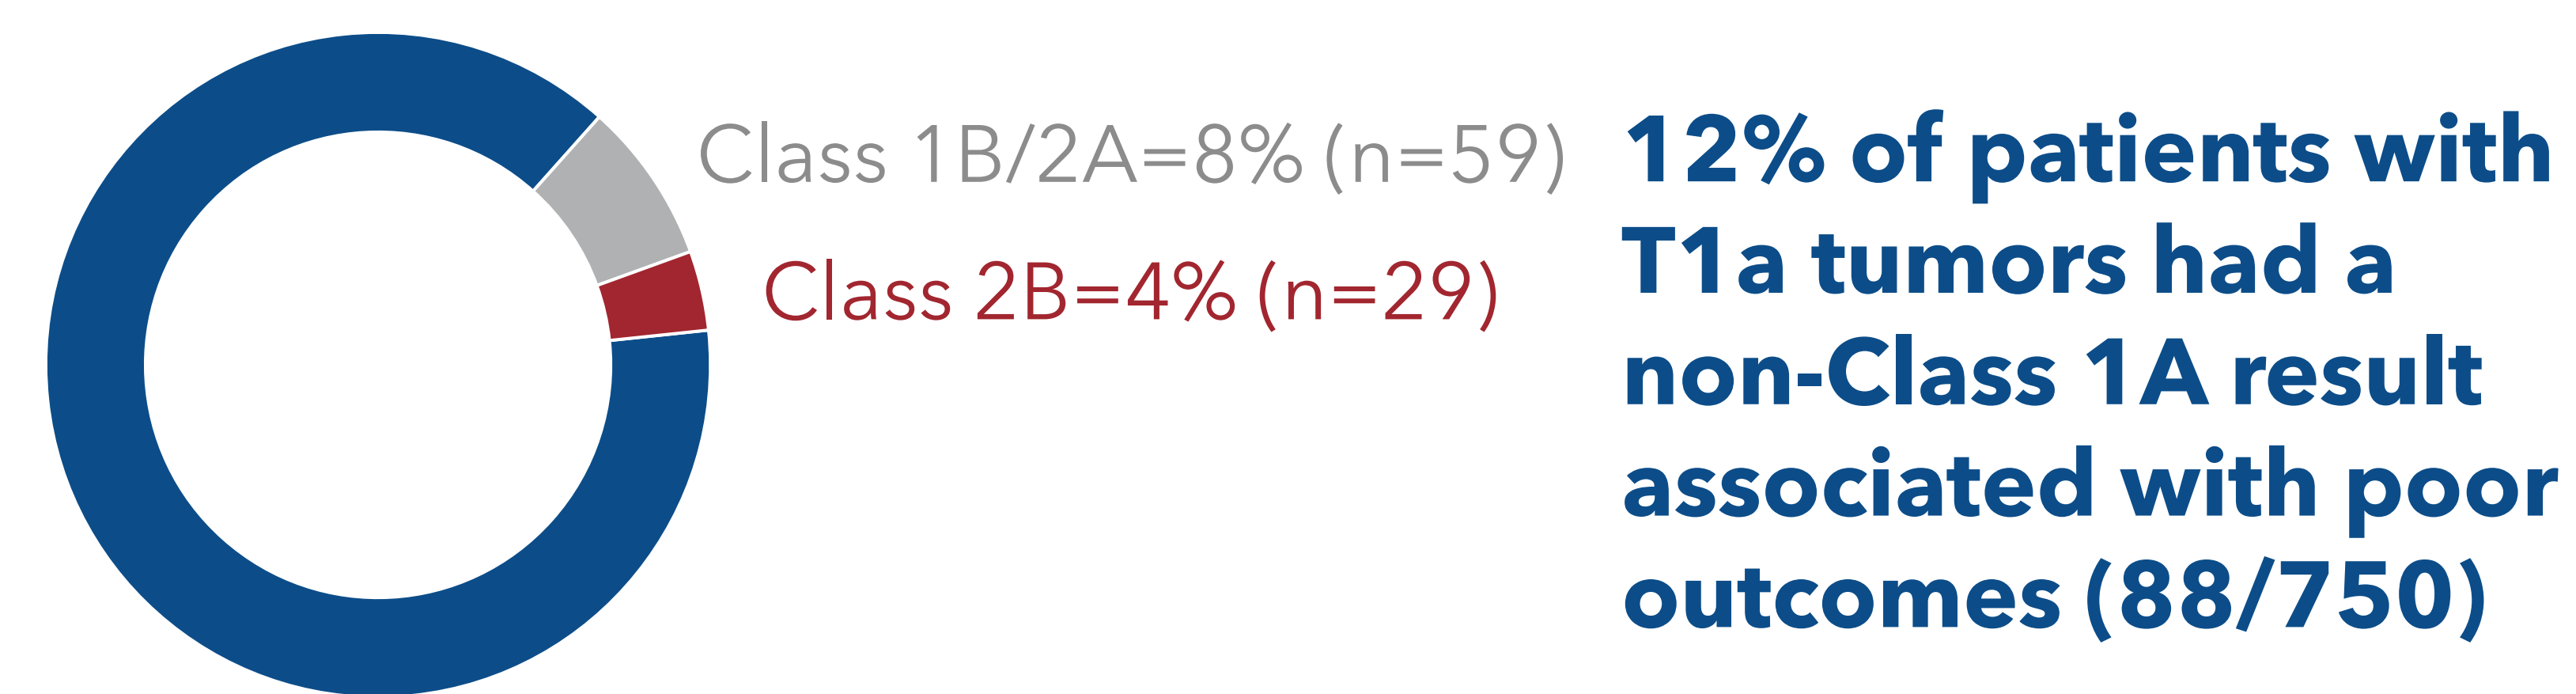 Class 1B/2A=8% (n=59)
Class 2B=4% (n=29)
12% of patients with
T1a tumors had a
non-Class 1A result
associated with poor
outcomes (88/750)